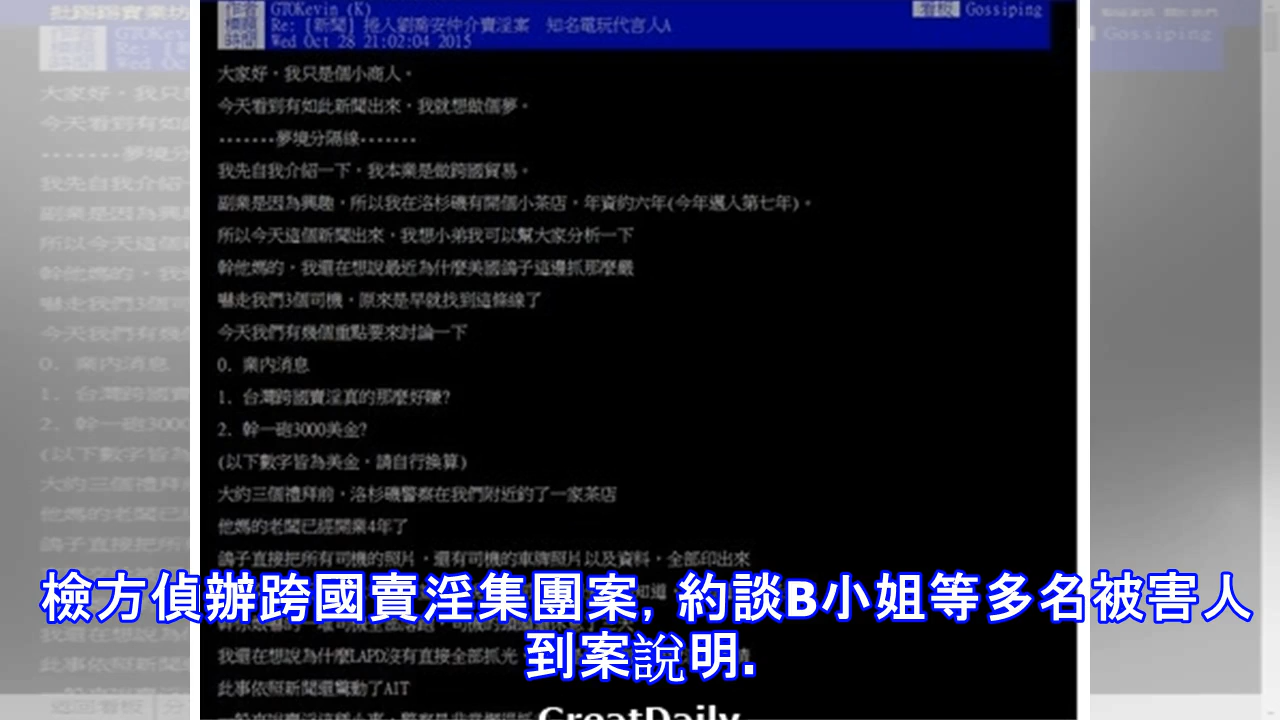 作者 GTOKevin (K) 看板 Gossiping
標題 Re: [新聞] 捲入劉喬安仲介賣淫案 知名電玩代言人A
時間 Wed Oct 28 21:02:04 2015
大家好，我只是個小商人。
今天看到有如此新聞出來，我就想做個夢。
.......夢境分隔線.......
我先自我介紹一下，我本業是做跨國貿易。
副業是因為興趣，所以我在洛杉磯有開個小茶店，年資約六年(今年邁入第七年)。
所以今天這個新聞出來，我想小弟我可以幫大家分析一下
幹他媽的，我還在想說最近為什麼美國鴿子這邊抓那麼嚴
嚇走我們3個司機，原來是早就找到這條線了
今天我們有幾個重點要來討論一下
0. 業內消息
1. 台灣跨國賣淫真的那麼好賺?
2. 幹一砲3000美金?
(以下數字皆為美金，請自行換算)
大約三個禮拜前，洛杉磯警察在我們附近釣了一家茶店
他媽的老闆已經開業4年了
鴿子直接把所有司機的照片，還有司機的車牌照片以及資料，全部印出來
檢方偵辦跨國賣淫集團案, 約談B小姐等多名被害人
到案說明.
我還在想說為什麼LAPD沒有直接全部抓光，
此事依照新聞還驚動了AIT
GreatDaily